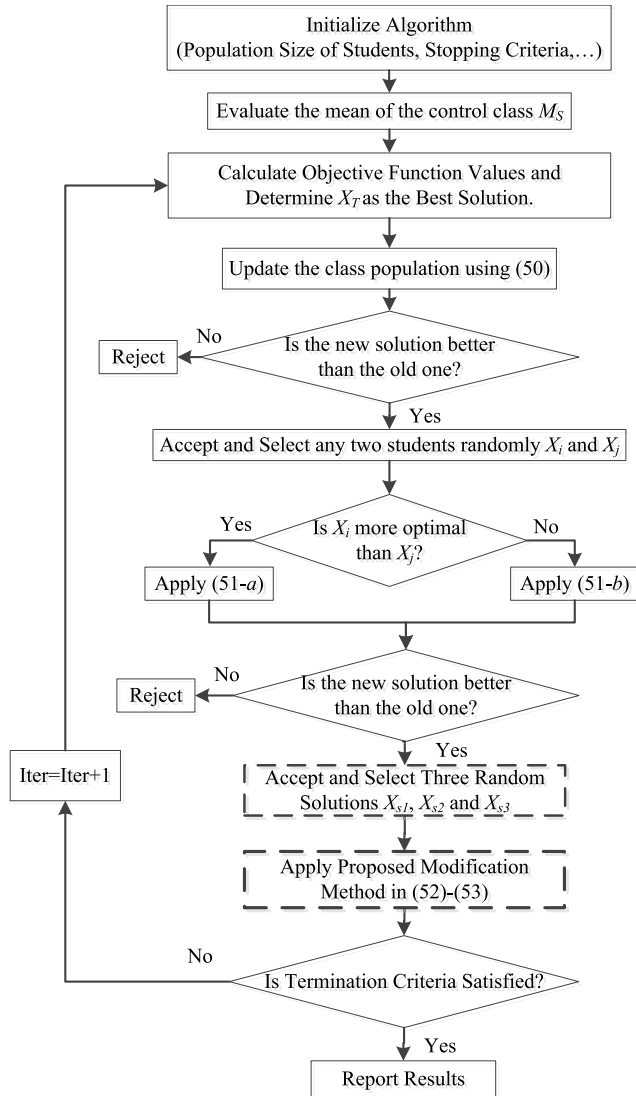 Initialize Algorithm
(Population Size of Students, Stopping Criteria,…)
Evaluate the mean of the control class M_S
Calculate Objective Function Values and
Determine X_T as the Best Solution.
Update the class population using (50)
No
Is the new solution better
than the old one?
Reject
Yes
Accept and Select any two students randomly X_i and X_j
Yes
Is X_i more optimal
than X_j?
No
Apply (51-a)
Apply (51-b)
No
Is the new solution better
than the old one?
Reject
Yes
Iter=Iter+1
Accept and Select Three Random
Solutions X_s1, X_s2 and X_s3
Apply Proposed Modification
Method in (52)-(53)
No
Is Termination Criteria Satisfied?
Yes
Report Results